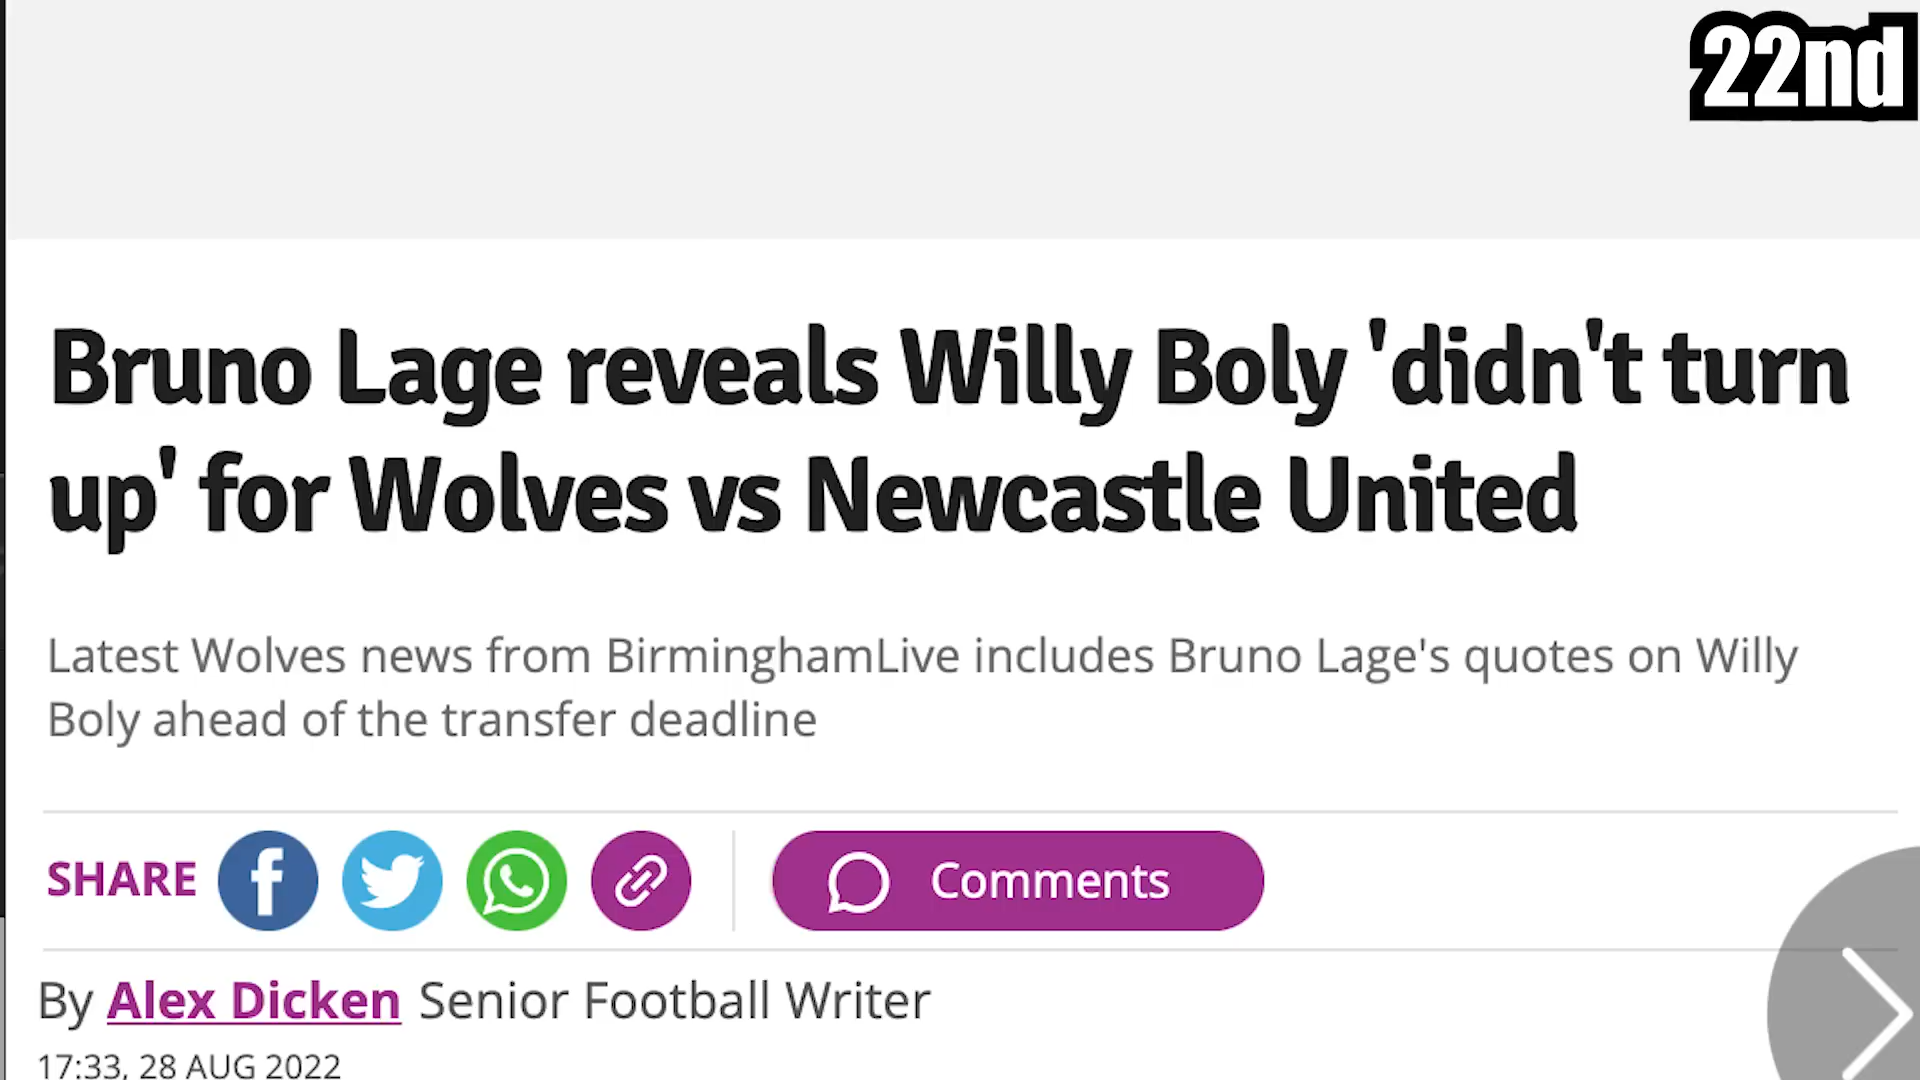 22nd
Bruno Lage reveals Willy Boly 'didn't turn
up' for Wolves vs Newcastle United
Latest Wolves news from BirminghamLive includes Bruno Lage's quotes on Willy
Boly ahead of the transfer deadline
SHARE
Comments
By Alex Dicken Senior Football Writer
17:33, 28 AUG 2022